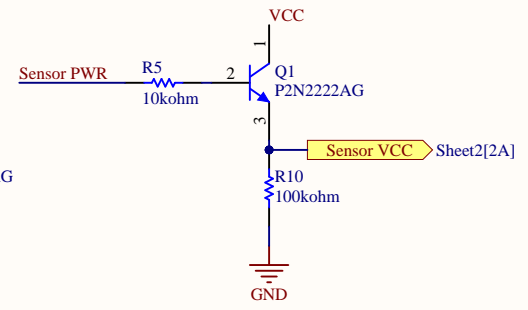 VCC
1
Sensor PWR
R5
10kohm
2
Q1
P2N2222AG
3
Sensor VCC
Sheet2[2A]
G
R10
100kohm
GND